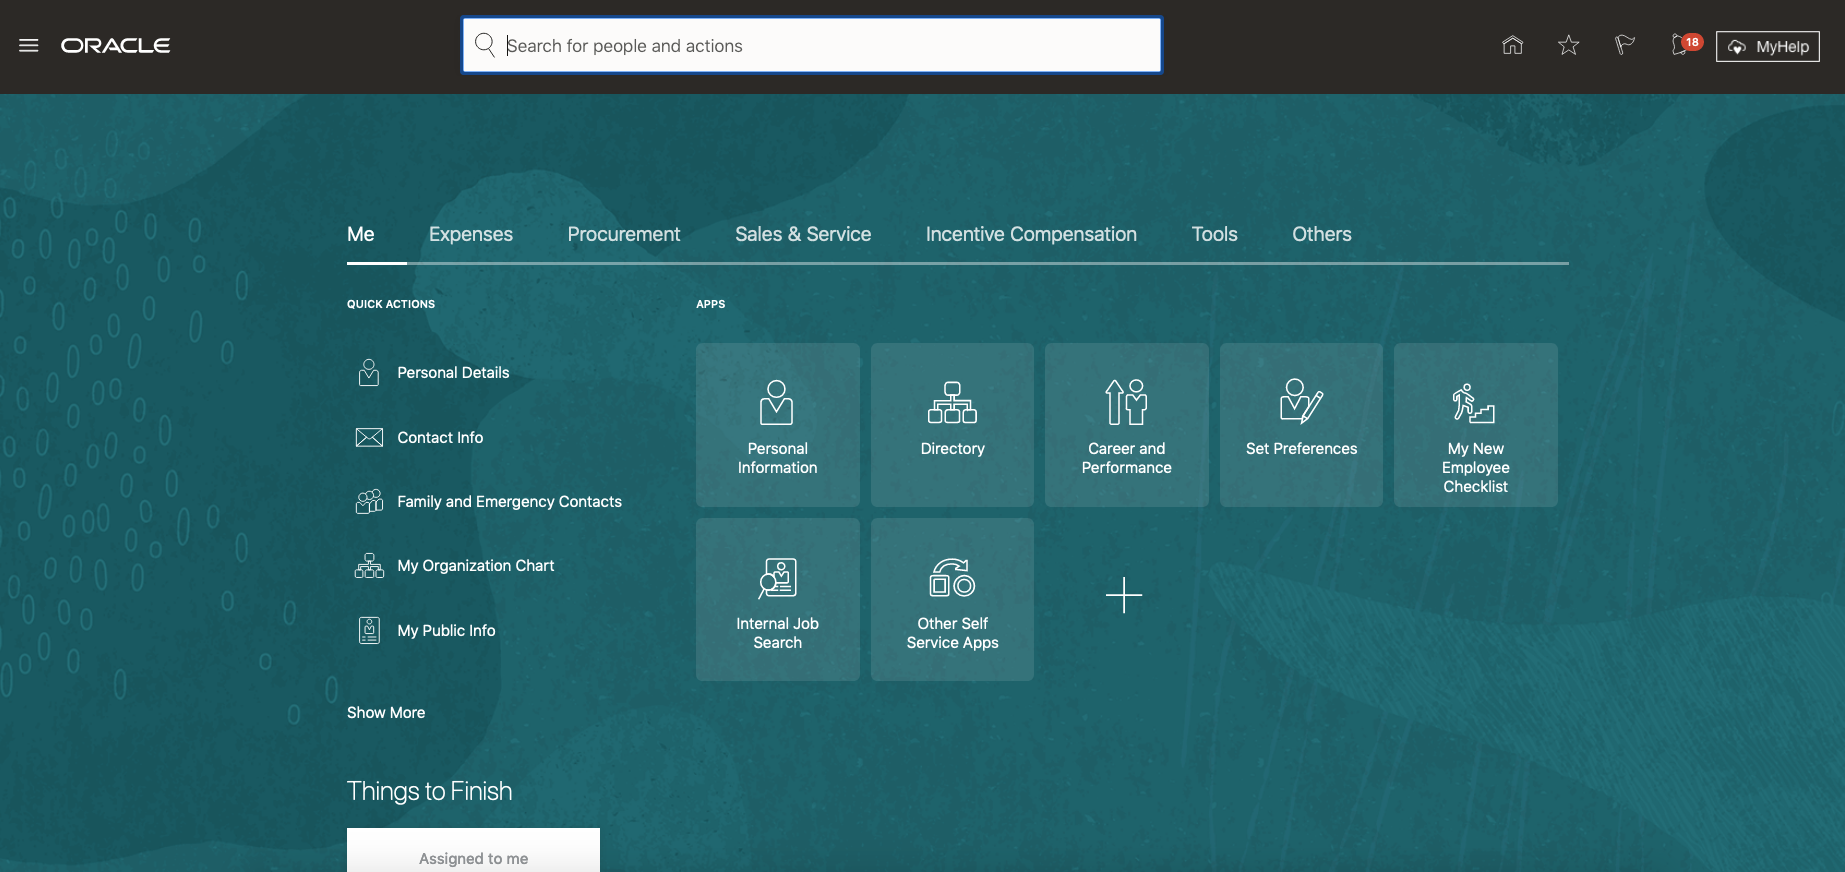 ORACLE
Search for people and actions
18
MyHelp
Me
Expenses
Procurement
Sales & Service
Incentive Compensation
Tools
Others
QUICK ACTIONS
Personal Details
Contact Info
Family and Emergency Contacts
My Organization Chart
My Public Info
Show More
APPS
Personal
Information
Directory
Career and
Performance
Set Preferences
My New
Employee
Checklist
Internal Job
Search
Other Self
Service Apps
Things to Finish
Assigned to me